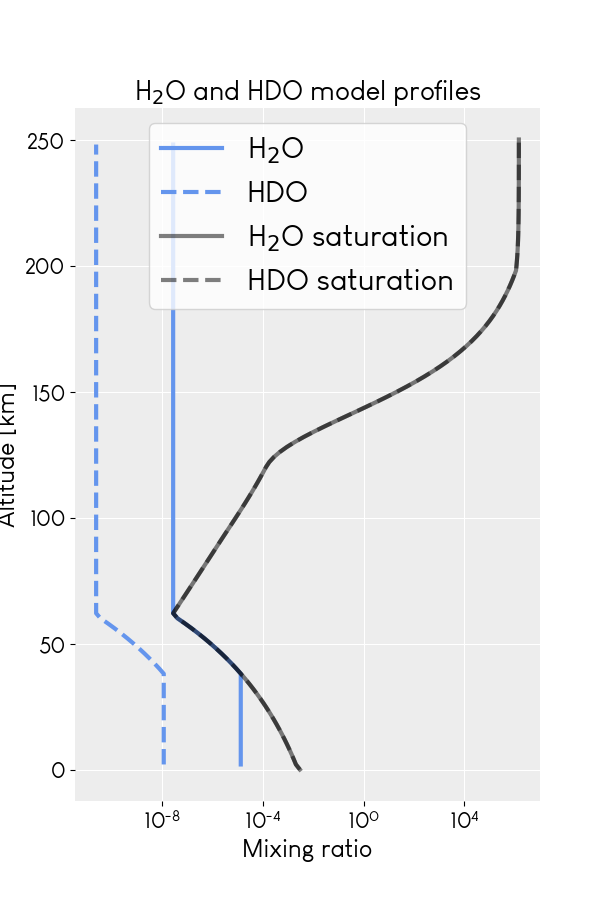 H₂O and HDO model profiles
H₂O
HDO
H₂O saturation
HDO saturation
250
200
150
100
50
0
Altitude [km]
10⁻⁸
10⁻⁴
10⁰
10⁴
Mixing ratio